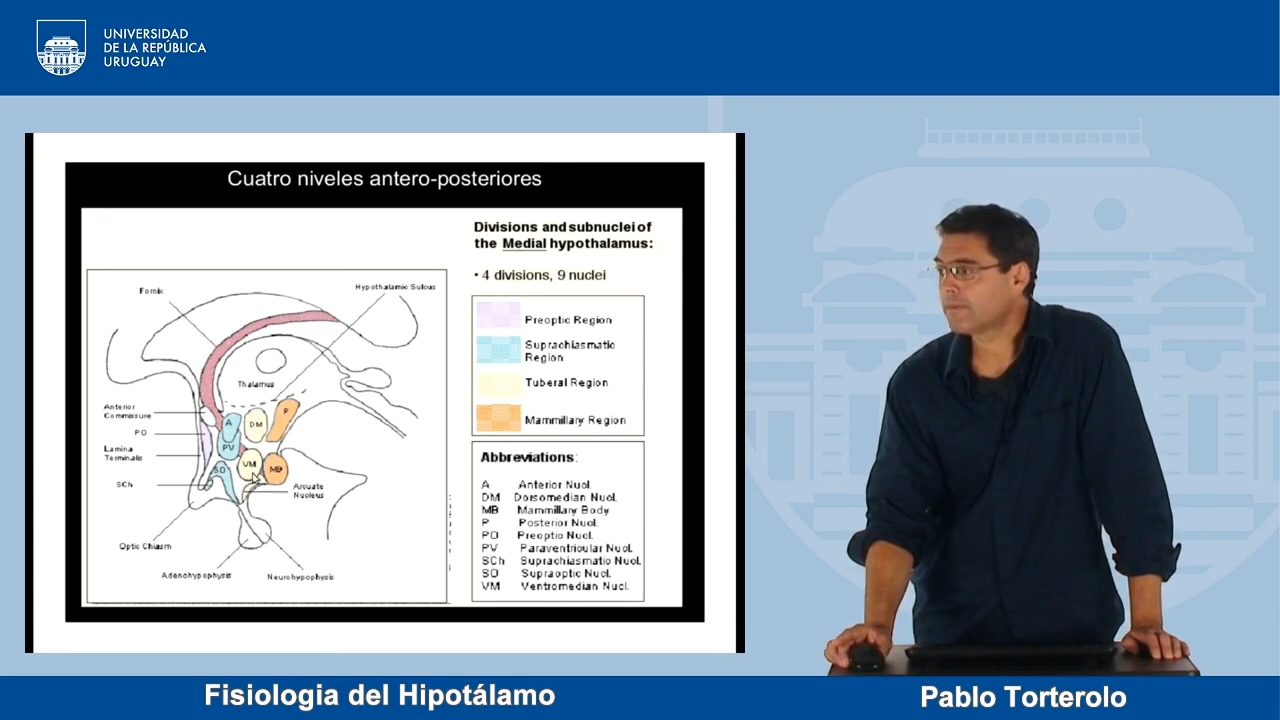 UNIVERSIDAD
DE LA REPÚBLICA
URUGUAY
Cuatro niveles antero-posteriores
Divisions and subnuclei of
the Medial hypothalamus:
• 4 divisions, 9 nuclei
Fornix
Hypothalamic Sulcus
Thalamus
Anterior
Commissure
PO
Lamina
Terminalis
SCh
A
DM
P
PV
SO
VM
MB
Arcuate
Nucleus
Optic Chiasm
Adenohypophysis
Neurohypophysis
Preoptic Region
Suprachiasmatic
Region
Tuberal Region
Mammillary Region
Abbreviations:
A Anterior Nucl.
DM Dorsomedian Nucl.
MB Mammillary Body
P Posterior Nucl.
PO Preoptic Nucl.
PV Paraventricular Nucl.
SCh Suprachiasmatic Nucl.
SO Supraoptic Nucl.
VM Ventromedian Nucl.
Fisiologia del Hipotálamo
Pablo Torterolo